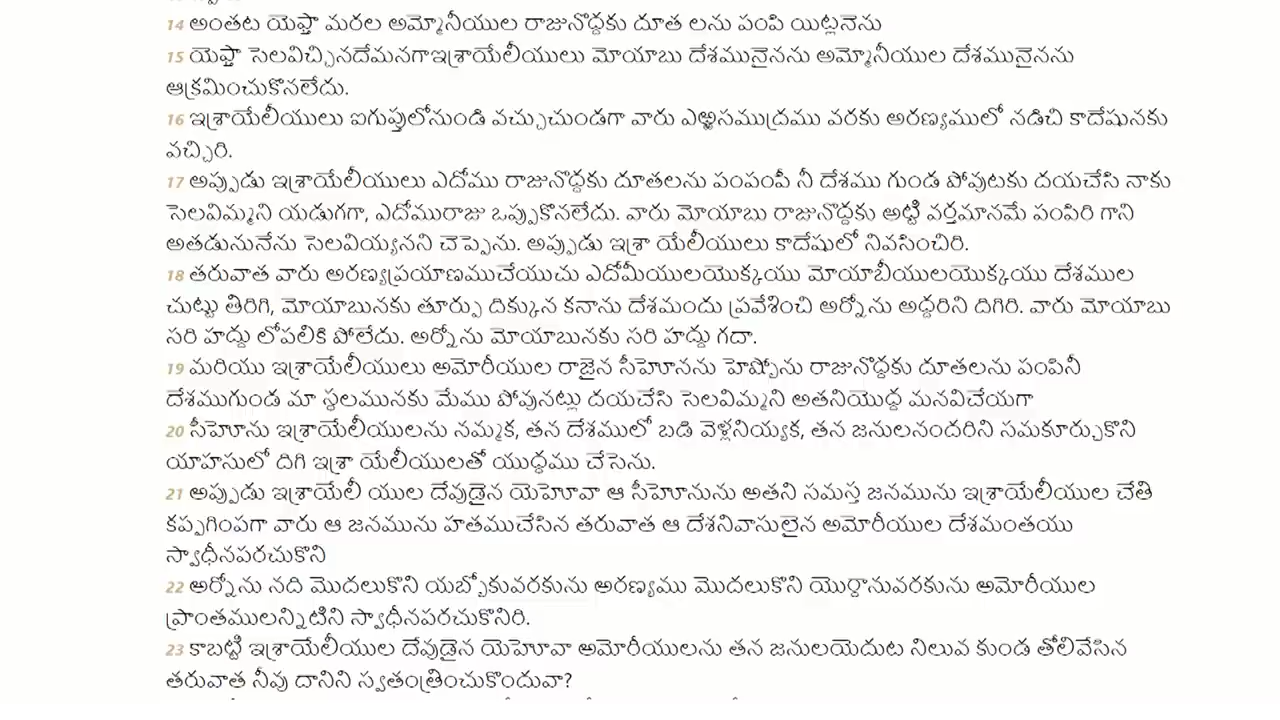 14 అంతట యెఫ్తా మరల అమ్మోనీయుల రాజునొద్దకు దూత లను పంపి యిట్లనెను
15 యెఫ్తా సెలవిచ్చినదేమనగాఇశ్రాయేలీయులు మోయాబు దేశమునైనను అమ్మోనీయుల దేశమునైనను
ఆక్రమించుకొనలేదు.
16 ఇశ్రాయేలీయులు ఐగుప్తులోనుండి వచ్చుచుండగా వారు ఎఱ్ఱసముద్రము వరకు అరణ్యములో నడిచి కాదేషునకు
వచ్చిరి.
17 అప్పుడు ఇశ్రాయేలీయులు ఎదోము రాజునొద్దకు దూతలను పంపంపీ నీ దేశము గుండ పోవుటకు దయచేసి నాకు
సెలవిమ్మని యడుగగా, ఎదోమురాజు ఒప్పుకొనలేదు. వారు మోయాబు రాజునొద్దకు అట్టి వర్తమానమే పంపిరి గాని
అతడునునేను సెలవియ్యనని చెప్పెను. అప్పుడు ఇశ్రా యేలీయులు కాదేషులో నివసించిరి.
18 తరువాత వారు అరణ్యప్రయాణముచేయుచు ఎదోమీయులయొక్కయు మోయాబీయులయొక్కయు దేశముల
చుట్టు తిరిగి, మోయాబునకు తూర్పు దిక్కున కనాను దేశమందు ప్రవేశించి అర్నోను అద్దరిని దిగిరి. వారు మోయాబు
సరి హద్దు లోపలికి పోలేదు. అర్నోను మోయాబునకు సరి హద్దు గదా.
19 మరియు ఇశ్రాయేలీయులు అమోరీయుల రాజైన సీహోనను హెష్బోను రాజునొద్దకు దూతలను పంపినీ
దేశముగుండ మా స్థలమునకు మేము పోవునట్లు దయచేసి సెలవిమ్మని అతనియొద్ద మనవిచేయగా
20 సీహోను ఇశ్రాయేలీయులను నమ్మక, తన దేశములో బడి వెళ్లనియ్యక, తన జనులనందరిని సమకూర్చుకొని
యాహసులో దిగి ఇశ్రా యేలీయులతో యుద్ధము చేసెను.
21 అప్పుడు ఇశ్రాయేలీ యుల దేవుడైన యెహోవా ఆ సీహోనును అతని సమస్త జనమును ఇశ్రాయేలీయుల చేతి
కప్పగింపగా వారు ఆ జనమును హతముచేసిన తరువాత ఆ దేశనివాసులైన అమోరీయుల దేశమంతయు
స్వాధీనపరచుకొని
22 అర్నోను నది మొదలుకొని యబ్బోకువరకును అరణ్యము మొదలుకొని యొర్దానువరకును అమోరీయుల
ప్రాంతములన్నిటిని స్వాధీనపరచుకొనిరి.
23 కాబట్టి ఇశ్రాయేలీయుల దేవుడైన యెహోవా అమోరీయులను తన జనులయెదుట నిలువ కుండ తోలివేసిన
తరువాత నీవు దానిని స్వతంత్రించుకొందువా?